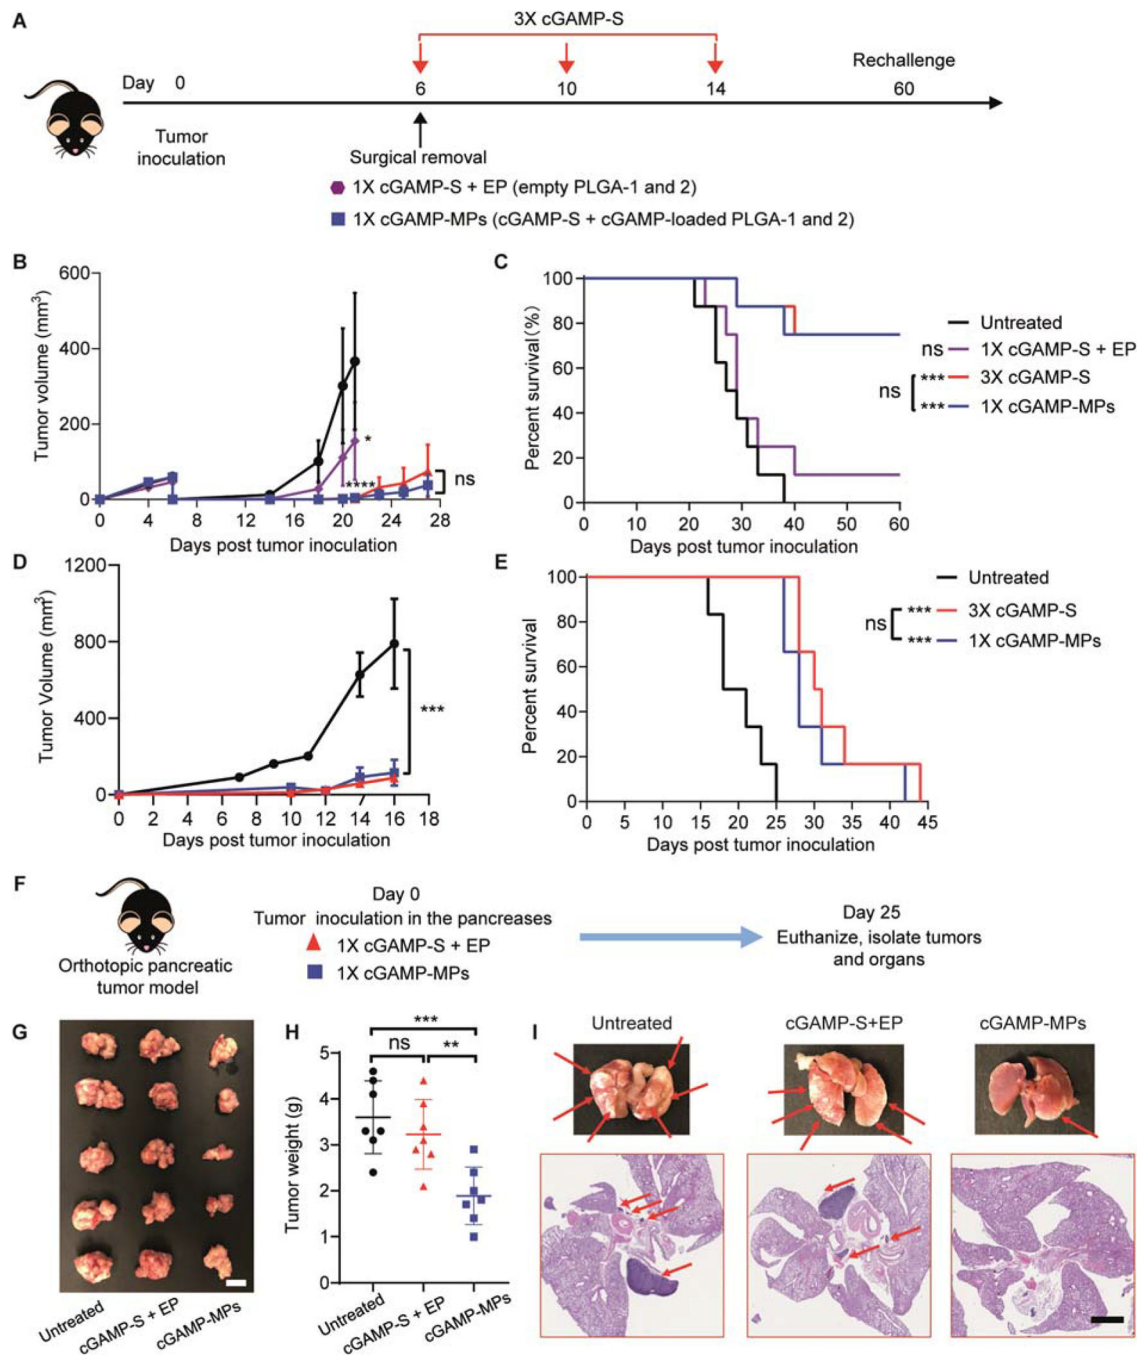 A
3X cGAMP-S
Day 0 6 10 14 60
Rechallenge
Tumor
inoculation
Surgical removal
1X cGAMP-S + EP (empty PLGA-1 and 2)
1X cGAMP-MPs (cGAMP-S + cGAMP-loaded PLGA-1 and 2)
B
Tumor volume (mm³)
600
400
200
0
*
****
ns
0 4 8 12 16 20 24 28
Days post tumor inoculation
C
Percent survival(%)
100
80
60
40
20
0
0 10 20 30 40 50 60
Days post tumor inoculation
Untreated
ns 1X cGAMP-S + EP
ns *** 3X cGAMP-S
*** 1X cGAMP-MPs
D
Tumor Volume (mm³)
1200
800
400
0
***
0 2 4 6 8 10 12 14 16 18
Days post tumor inoculation
E
Percent survival
100
80
60
40
20
0
0 5 10 15 20 25 30 35 40 45
Days post tumor inoculation
Untreated
ns *** 3X cGAMP-S
*** 1X cGAMP-MPs
F
Orthotopic pancreatic
tumor model
Day 0
Tumor inoculation in the pancreases
1X cGAMP-S + EP
1X cGAMP-MPs
Day 25
Euthanize, isolate tumors
and organs
G
Untreated
cGAMP-S + EP
cGAMP-MPs
H
Tumor weight (g)
5
4
3
2
1
0
***
ns
**
Untreated
cGAMP-S + EP
cGAMP-MPs
I
Untreated
cGAMP-S+EP
cGAMP-MPs